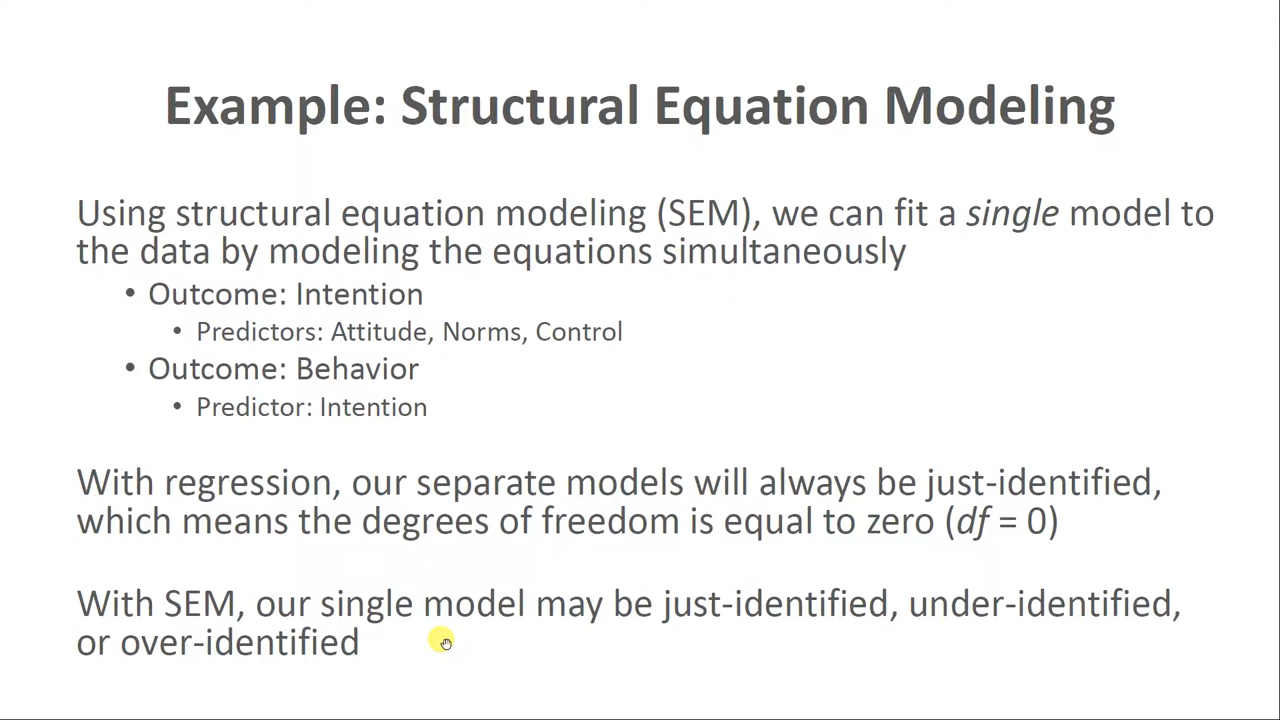 Example: Structural Equation Modeling
Using structural equation modeling (SEM), we can fit a single model to
the data by modeling the equations simultaneously
• Outcome: Intention
• Predictors: Attitude, Norms, Control
• Outcome: Behavior
• Predictor: Intention
With regression, our separate models will always be just-identified,
which means the degrees of freedom is equal to zero (df = 0)
With SEM, our single model may be just-identified, under-identified,
or over-identified